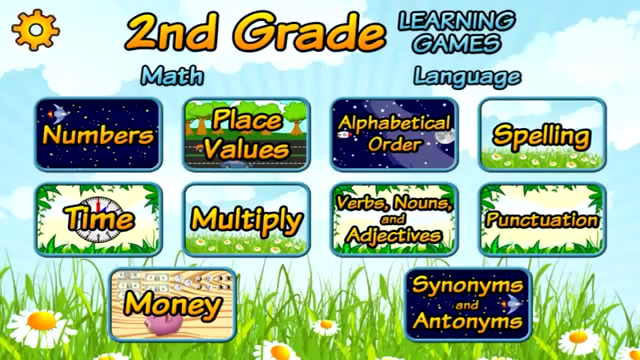 2nd Grade
LEARNING
GAMES
Math
Language
Numbers
Place
Values
Alphabetical
Order
Spelling
Time
Multiply
Verbs, Nouns,
and
Adjectives
Punctuation
Money
Synonyms
and
Antonyms